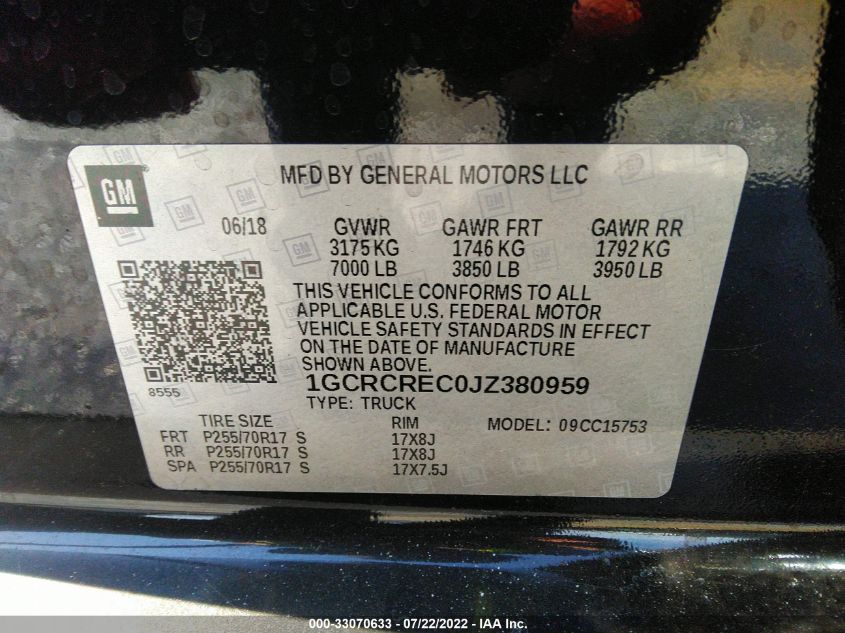 GM
MFD BY GENERAL MOTORS LLC
06/18 GVWR GAWR FRT GAWR RR
3175 KG 1746 KG 1792 KG
7000 LB 3850 LB 3950 LB
THIS VEHICLE CONFORMS TO ALL
APPLICABLE U.S. FEDERAL MOTOR
VEHICLE SAFETY STANDARDS IN EFFECT
ON THE DATE OF MANUFACTURE
SHOWN ABOVE.
8555
1GCRCREC0JZ380959
TYPE: TRUCK
TIRE SIZE RIM MODEL: 09CC15753
FRT P255/70R17 S 17X8J
RR P255/70R17 S 17X8J
SPA P255/70R17 S 17X7.5J
000-33070633 - 07/22/2022 - IAA Inc.